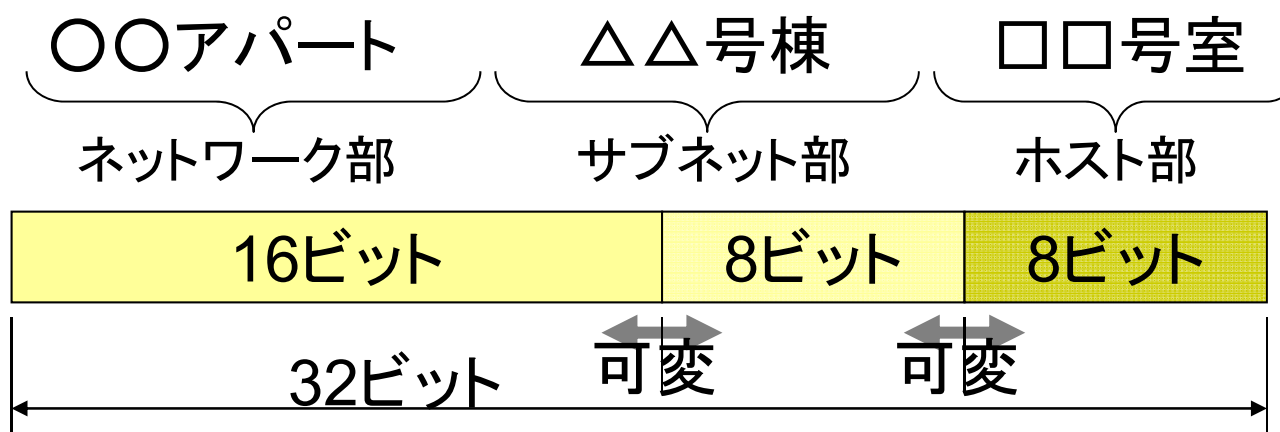 〇〇アパート △△号棟 □□号室
ネットワーク部 サブネット部 ホスト部
16ビット 8ビット 8ビット
可変 可変
32ビット